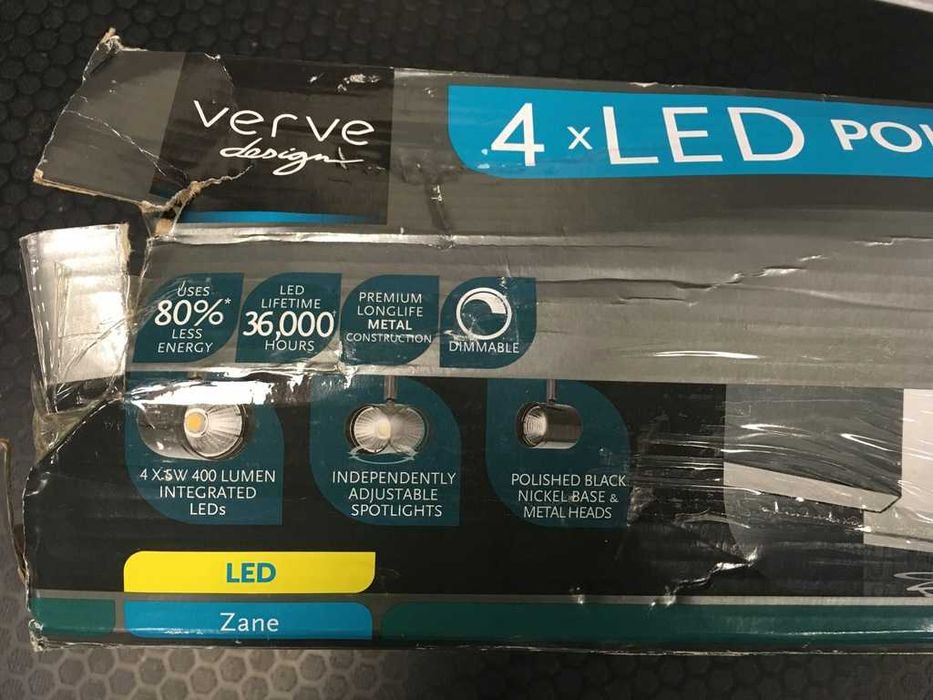 verve
design
4 x LED POL
USES
80%*
LESS
ENERGY
LED
LIFETIME
36,000
HOURS
PREMIUM
LONGLIFE
METAL
CONSTRUCTION
DIMMABLE
4 X 5W 400 LUMEN
INTEGRATED
LEDs
INDEPENDENTLY
ADJUSTABLE
SPOTLIGHTS
POLISHED BLACK
NICKEL BASE &
METAL HEADS
LED
Zane